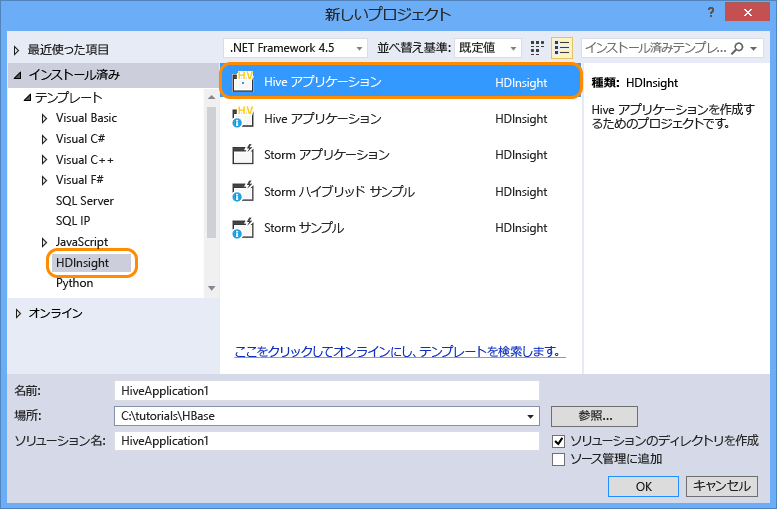 新しいプロジェクト
?
最近使った項目
インストール済み
テンプレート
Visual Basic
Visual C#
Visual C++
Visual F#
SQL Server
SQL IP
JavaScript
HDInsight
Python
オンライン
.NET Framework 4.5
並べ替え基準: 既定値
インストール済みテンプレ...
HV
Hive アプリケーション HDInsight
HV
Hive アプリケーション HDInsight
Storm アプリケーション HDInsight
Storm ハイブリッド サンプル HDInsight
Storm サンプル HDInsight
ここをクリックしてオンラインにし、テンプレートを検索します。
種類: HDInsight
Hive アプリケーションを作成す
るためのプロジェクトです。
名前: HiveApplication1
場所: C:\tutorials\HBase 参照...
ソリューション名: HiveApplication1
ソリューションのディレクトリを作成
ソース管理に追加
OK キャンセル